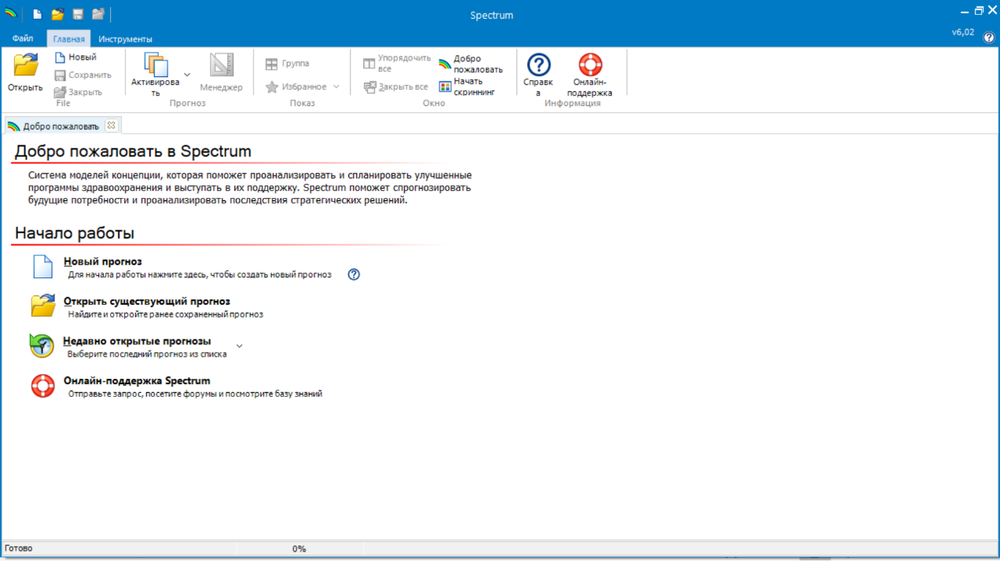 Spectrum
Файл
Главная
Инструменты
v6,02
Открыть
Новый
Сохранить
Закрыть
File
Активирова
ть
Менеджер
Прогноз
Группа
Избранное
Показ
Упорядочить
все
Закрыть все
Добро
пожаловать
Начать
скриннинг
Окно
Справк
а
Онлайн-
поддержка
Информация
Добро пожаловать
Добро пожаловать в Spectrum
Система моделей концепции, которая поможет проанализировать и спланировать улучшенные
программы здравоохранения и выступать в их поддержку. Spectrum поможет спрогнозировать
будущие потребности и проанализировать последствия стратегических решений.
Начало работы
Новый прогноз
Для начала работы нажмите здесь, чтобы создать новый прогноз
Открыть существующий прогноз
Найдите и откройте ранее сохраненный прогноз
Недавно открытые прогнозы
Выберите последний прогноз из списка
Онлайн-поддержка Spectrum
Отправьте запрос, посетите форумы и посмотрите базу знаний
Готово
0%